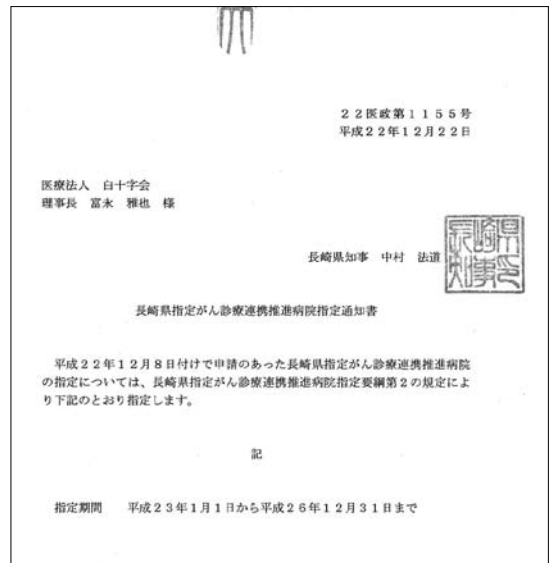 ２２医政第１１５５号
平成２２年１２月２２日
医療法人　白十字会
理事長　富永　雅也　様
長崎県知事　中村　法道
長崎県指定がん診療連携推進病院指定通知書
平成２２年１２月８日付けで申請のあった長崎県指定がん診療連携推進病院
の指定については、長崎県指定がん診療連携推進病院指定要綱第２の規定によ
り下記のとおり指定します。
記
指定期間　平成２３年１月１日から平成２６年１２月３１日まで